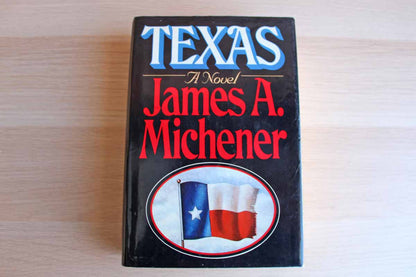 TEXAS
A Novel
James A.
Michener